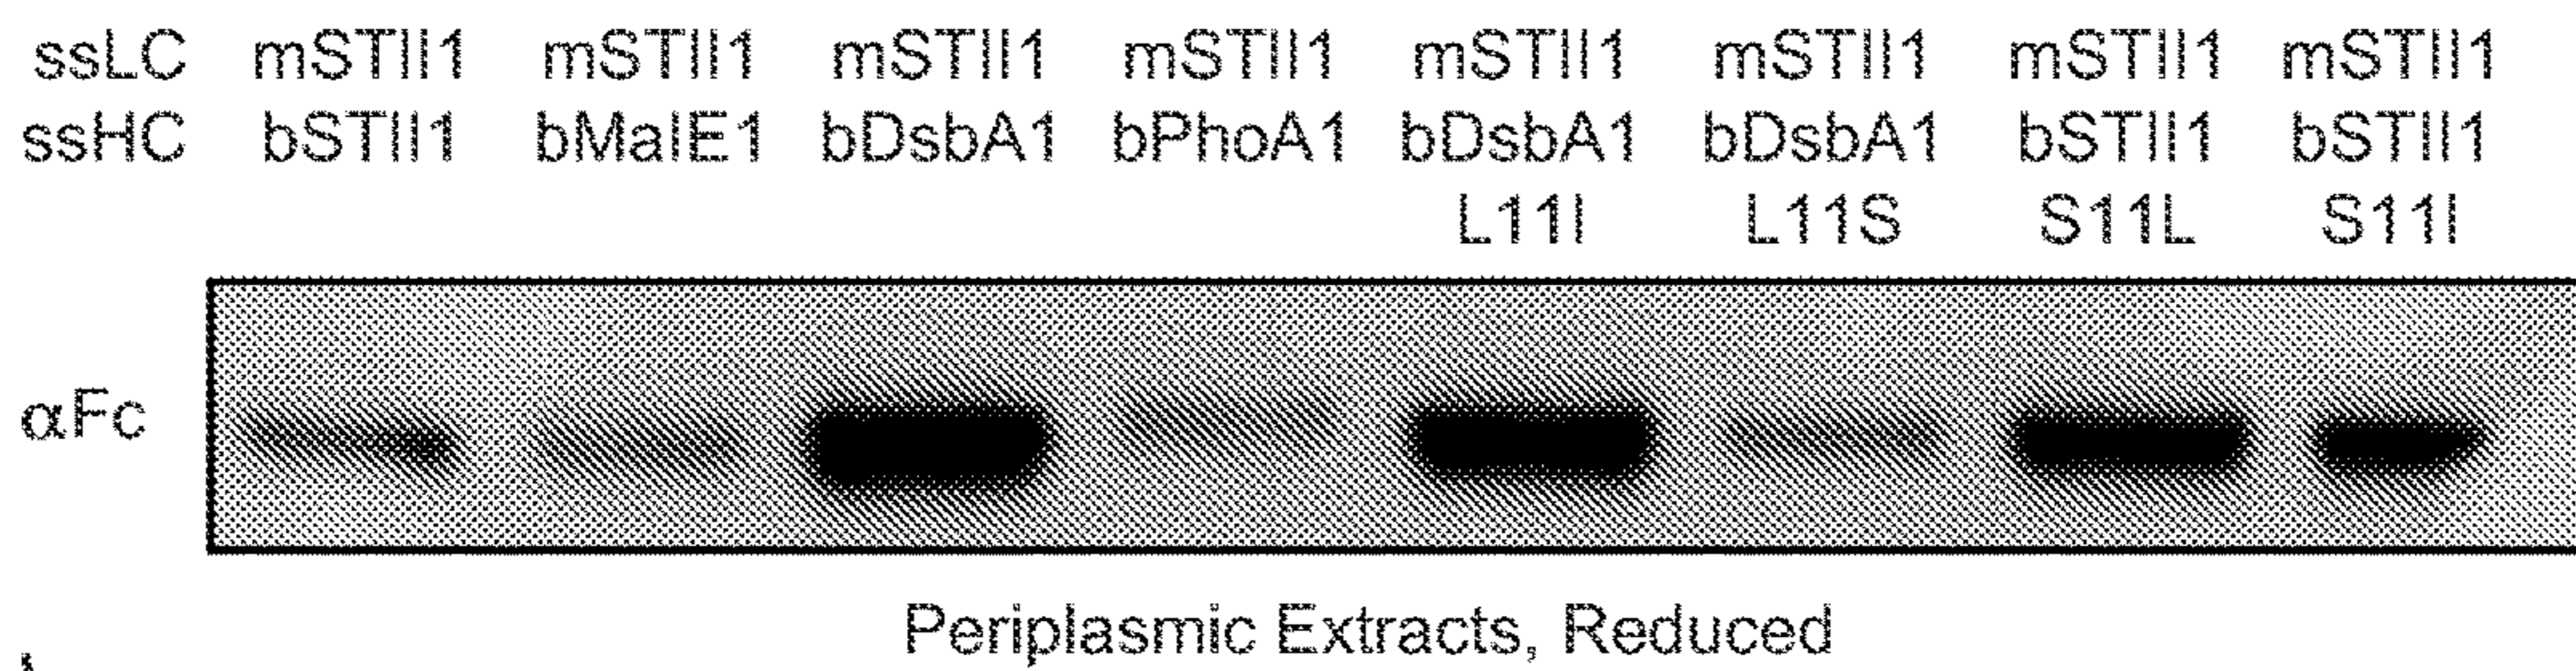 ssLC mSTII1 mSTII1 mSTII1 mSTII1 mSTII1 mSTII1 mSTII1 mSTII1
ssHC bSTII1 bMalE1 bDsbA1 bPhoA1 bDsbA1 bDsbA1 bSTII1 bSTII1
L11I L11S S11L S11I
αFc
Periplasmic Extracts, Reduced